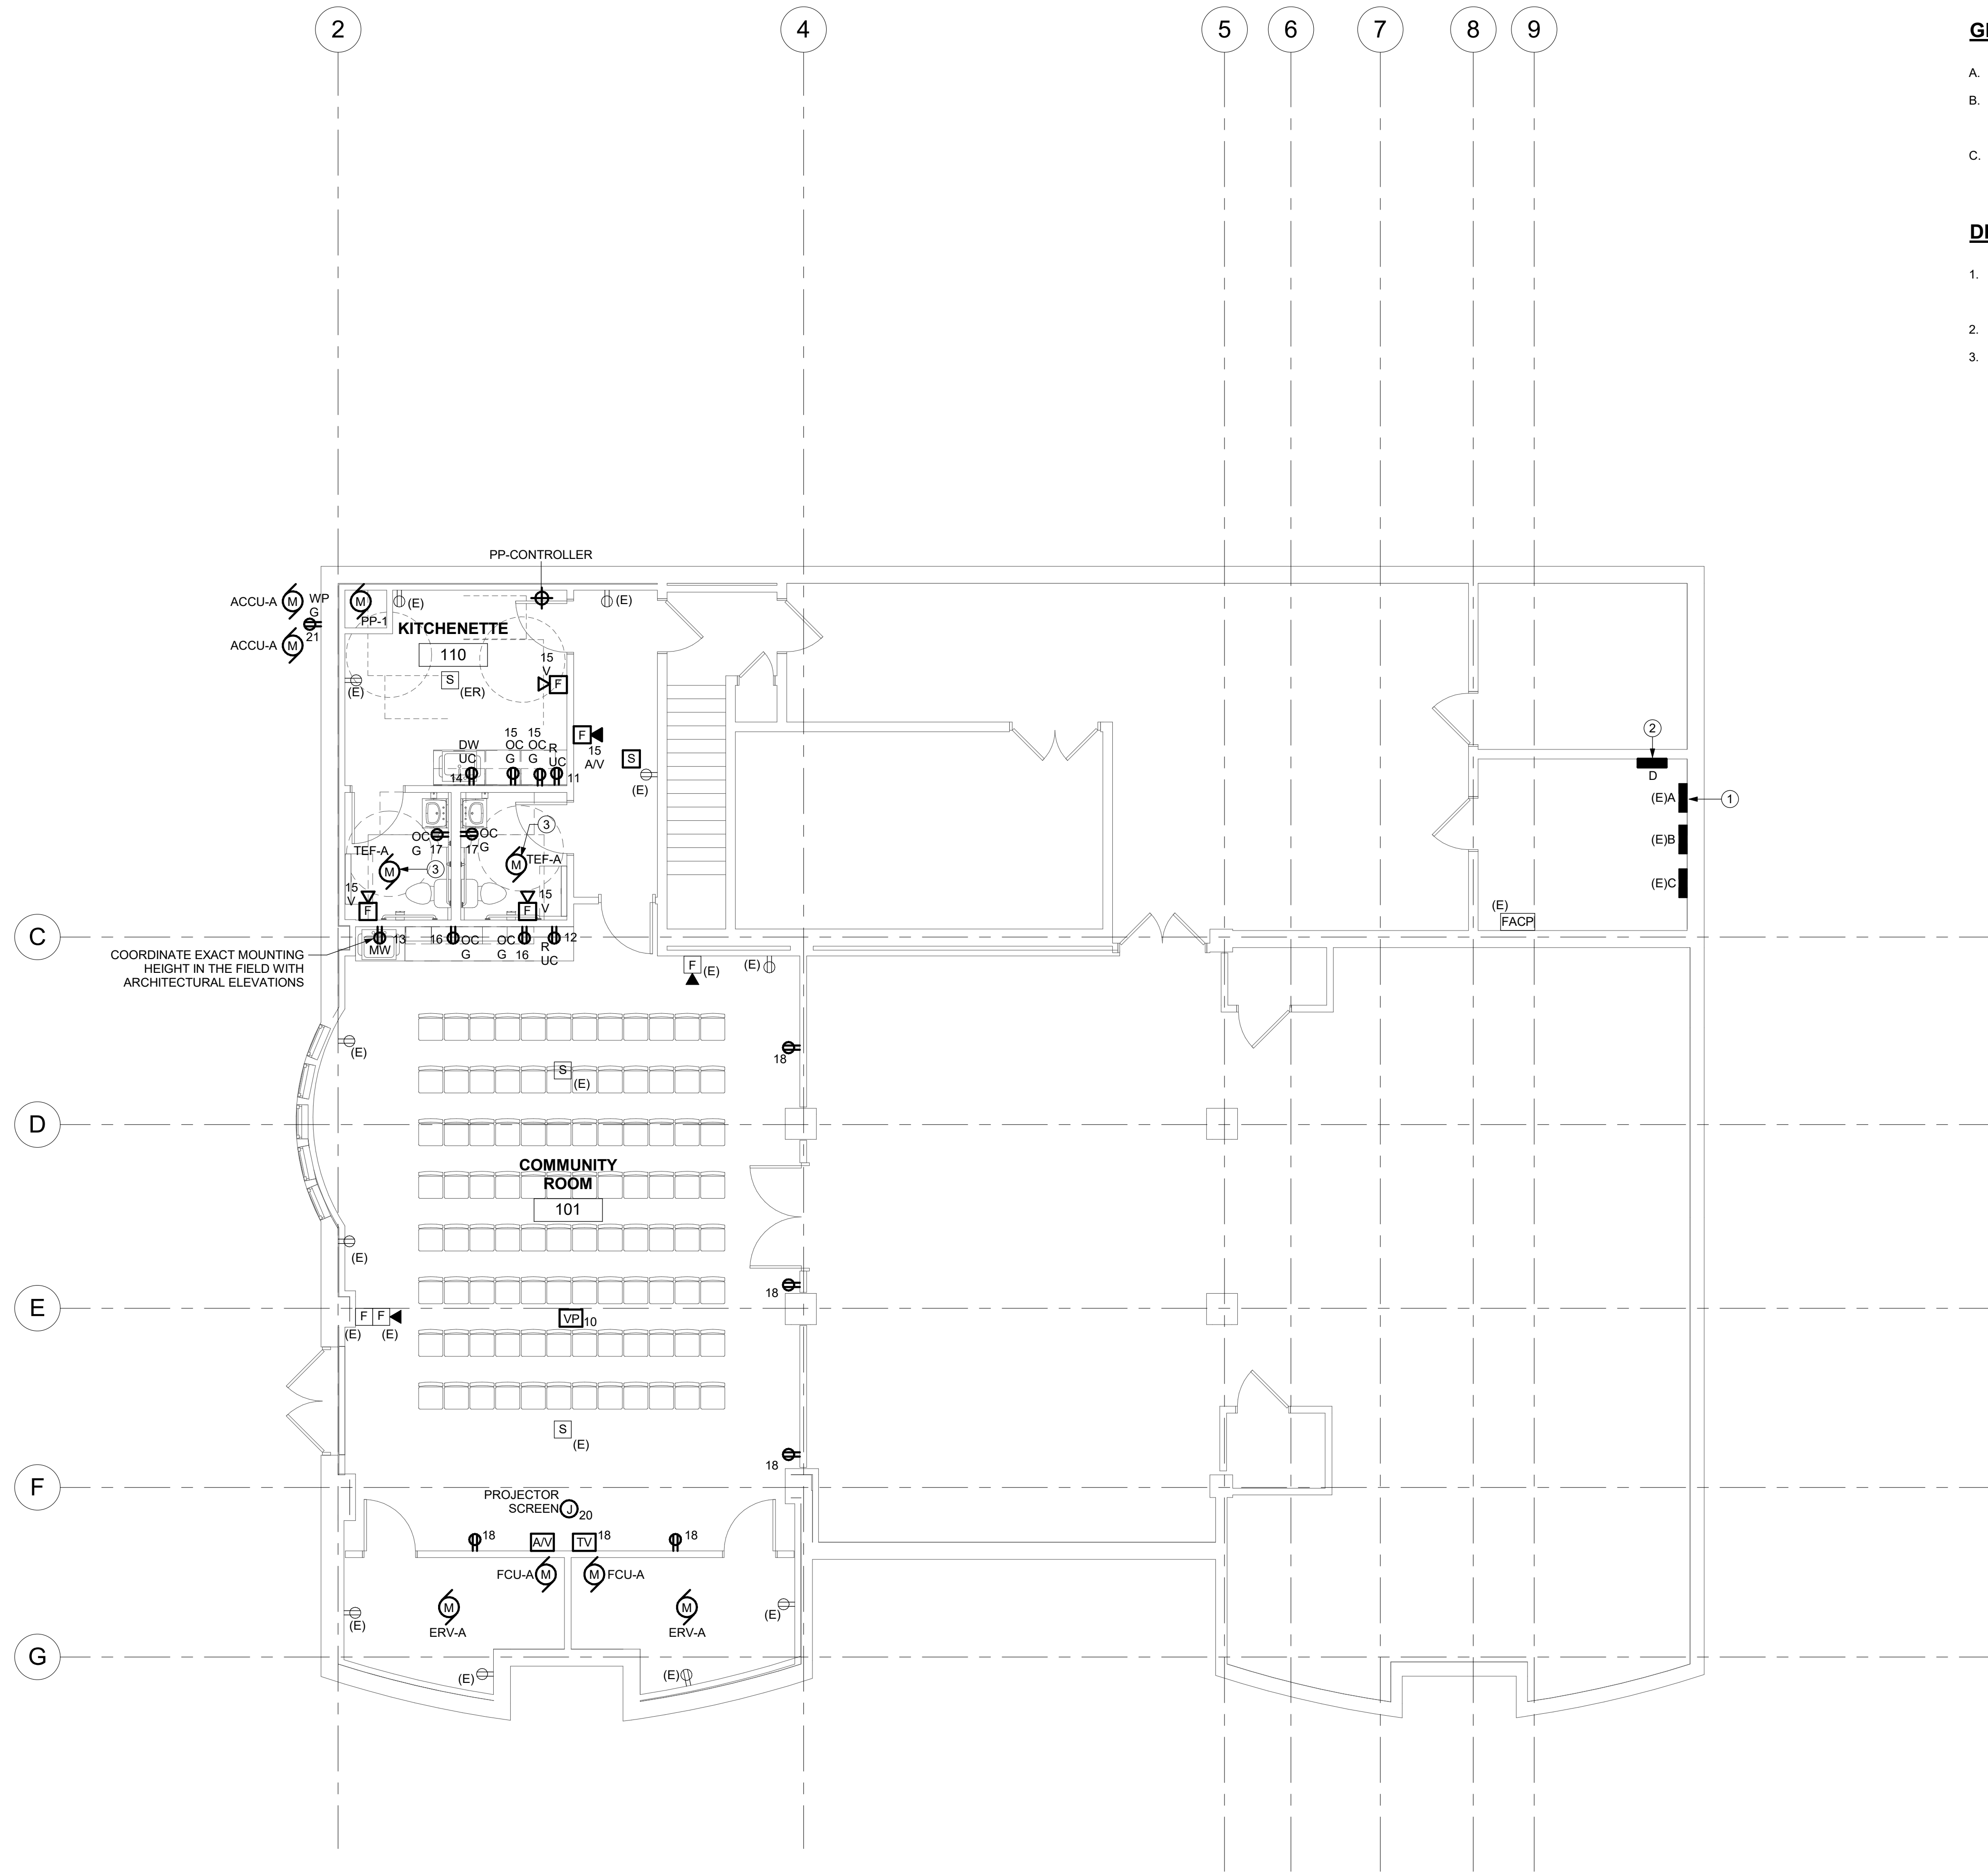 2
4
5
6
7
8
9
A.
B.
C.
1.
2.
3.
PP-CONTROLLER
ACCU-A
M
WP
G
21
ACCU-A
M
M
PP-1
(E)
(E)
KITCHENETTE
110
S
(ER)
(E)
15
V
F
F
15
A/V
S
(E)
DW
UC
14
15
OC
G
15
OC
G
R
UC
11
OC
G
17
17
OC
G
3
TEF-A
M
3
M
TEF-A
15
V
F
15
V
F
2
D
(E)A
1
(E)B
(E)C
(E)
FACP
C
13
MW
16
OC
G
OC
G
16
R
UC
12
COORDINATE EXACT MOUNTING
HEIGHT IN THE FIELD WITH
ARCHITECTURAL ELEVATIONS
F
(E)
(E)
(E)
18
S
(E)
D
COMMUNITY
ROOM
101
(E)
18
E
F
F
(E)
(E)
VP
10
S
(E)
18
F
PROJECTOR
SCREEN
J
20
18
A/V
TV
18
18
FCU-A
M
M
FCU-A
M
ERV-A
M
ERV-A
(E)
(E)
G
(E)
(E)